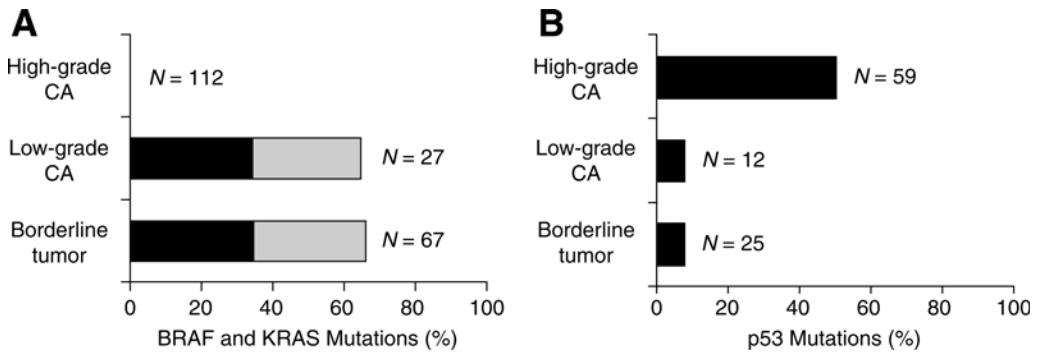 A
High-grade
CA
N = 112
Low-grade
CA
N = 27
Borderline
tumor
N = 67
0 20 40 60 80 100
BRAF and KRAS Mutations (%)
B
High-grade
CA
N = 59
Low-grade
CA
N = 12
Borderline
tumor
N = 25
0 20 40 60 80 100
p53 Mutations (%)